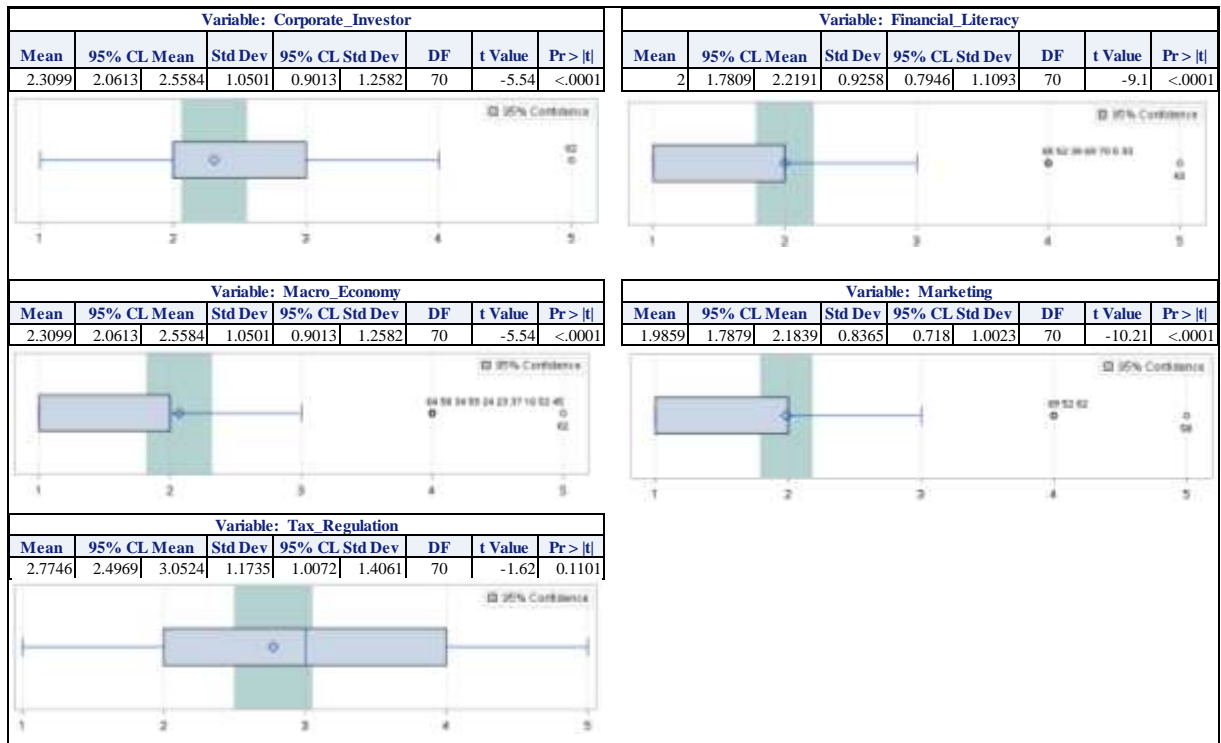 Variable: Corporate_Investor
Mean 95% CL Mean Std Dev 95% CL Std Dev DF t Value Pr > |t|
2.3099 2.0613 2.5584 1.0501 0.9013 1.2582 70 -5.54 <.0001
95% Confidence
62
1 2 3 4 5
Variable: Financial_Literacy
Mean 95% CL Mean Std Dev 95% CL Std Dev DF t Value Pr > |t|
2 1.7809 2.2191 0.9258 0.7946 1.1093 70 -9.1 <.0001
95% Confidence
63
1 2 3 4 5
Variable: Macro_Economy
Mean 95% CL Mean Std Dev 95% CL Std Dev DF t Value Pr > |t|
2.3099 2.0613 2.5584 1.0501 0.9013 1.2582 70 -5.54 <.0001
95% Confidence
62
1 2 3 4 5
Variable: Marketing
Mean 95% CL Mean Std Dev 95% CL Std Dev DF t Value Pr > |t|
1.9859 1.7879 2.1839 0.8365 0.718 1.0023 70 -10.21 <.0001
95% Confidence
69 52 62
58
1 2 3 4 5
Variable: Tax_Regulation
Mean 95% CL Mean Std Dev 95% CL Std Dev DF t Value Pr > |t|
2.7746 2.4969 3.0524 1.1735 1.0072 1.4061 70 -1.62 0.1101
95% Confidence
1 2 3 4 5